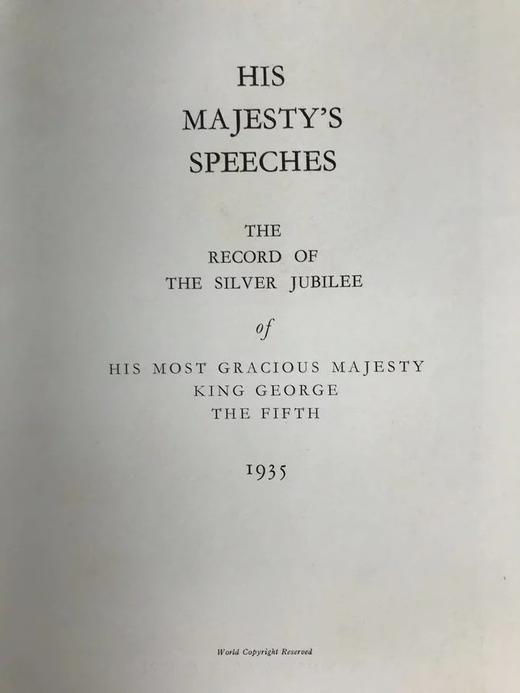 HIS
MAJESTY'S
SPEECHES
THE
RECORD OF
THE SILVER JUBILEE
of
HIS MOST GRACIOUS MAJESTY
KING GEORGE
THE FIFTH
1935
World Copyright Reserved